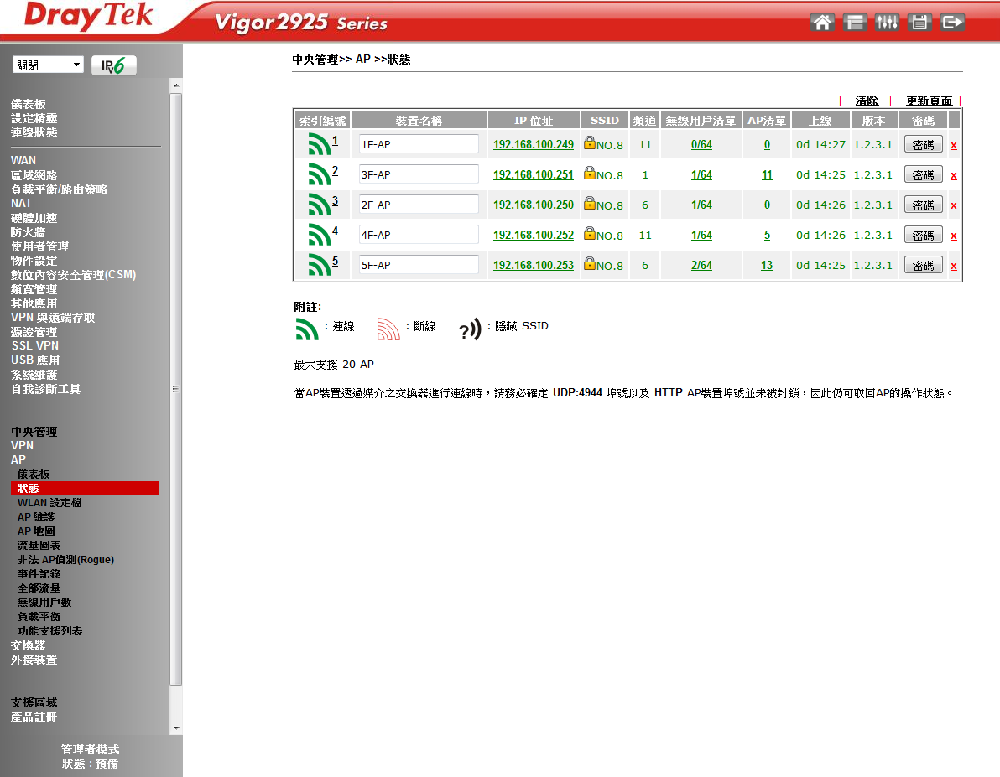 DrayTek Vigor2925 Series
關閉 IPv6
儀表板
設定精靈
連線狀態
WAN
區域網路
負載平衡/路由策略
NAT
硬體加速
防火牆
使用者管理
物件設定
數位內容安全管理(CSM)
頻寬管理
其他應用
VPN 與遠端存取
憑證管理
SSL VPN
USB 應用
系統維護
自我診斷工具
中央管理
VPN
AP
儀表板
狀態
WLAN 設定檔
AP 維護
AP 地圖
流量圖表
非法 AP偵測(Rogue)
事件記錄
全部流量
無線用戶數
負載平衡
功能支援列表
交換器
外接裝置
支援區域
產品註冊
管理者模式
狀態：預備
中央管理>> AP >>狀態
| 清除 | 更新頁面 |
索引編號 裝置名稱 IP 位址 SSID 頻道 無線用戶清單 AP清單 上線 版本 密碼
1 1F-AP 192.168.100.249 NO.8 11 0/64 0 0d 14:27 1.2.3.1 密碼 x
2 3F-AP 192.168.100.251 NO.8 1 1/64 11 0d 14:25 1.2.3.1 密碼 x
3 2F-AP 192.168.100.250 NO.8 6 1/64 0 0d 14:26 1.2.3.1 密碼 x
4 4F-AP 192.168.100.252 NO.8 11 1/64 5 0d 14:26 1.2.3.1 密碼 x
5 5F-AP 192.168.100.253 NO.8 6 2/64 13 0d 14:25 1.2.3.1 密碼 x
附註:
：連線 ：斷線 ?：隱藏 SSID
最大支援 20 AP
當AP裝置透過媒介之交換器進行連線時，請務必確定 UDP:4944 埠號以及 HTTP AP裝置埠號並未被封鎖，因此仍可取回AP的操作狀態。